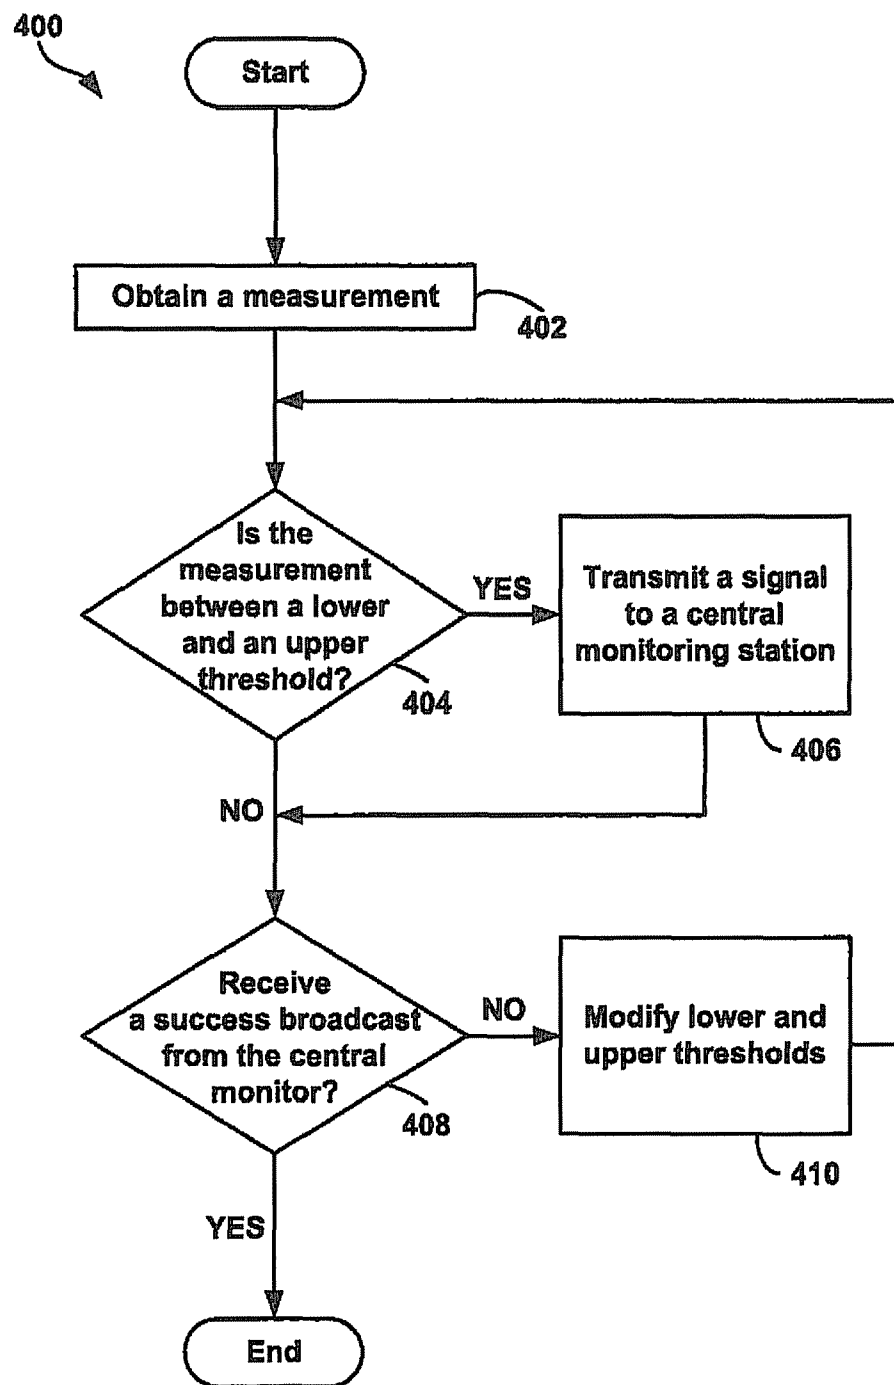 400
Start
Obtain a measurement
402
Is the
measurement
between a lower
and an upper
threshold?
404
YES
Transmit a signal
to a central
monitoring station
406
NO
Receive
a success broadcast
from the central
monitor?
408
NO
Modify lower and
upper thresholds
410
YES
End